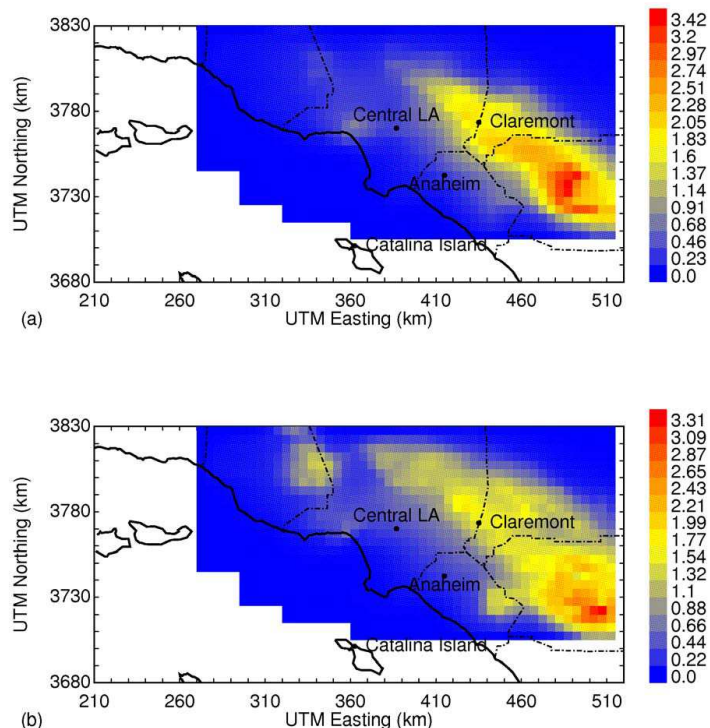 3830
3780
3730
3680
UTM Northing (km)
Central LA
Claremont
Anaheim
Catalina Island
210 260 310 360 410 460 510
UTM Easting (km)
(a)
3.42
3.2
2.97
2.74
2.51
2.28
2.05
1.83
1.6
1.37
1.14
0.91
0.68
0.46
0.23
0.0
3830
3780
3730
3680
UTM Northing (km)
Central LA
Claremont
Anaheim
Catalina Island
210 260 310 360 410 460 510
UTM Easting (km)
(b)
3.31
3.09
2.87
2.65
2.43
2.21
1.99
1.77
1.54
1.32
1.1
0.88
0.66
0.44
0.22
0.0